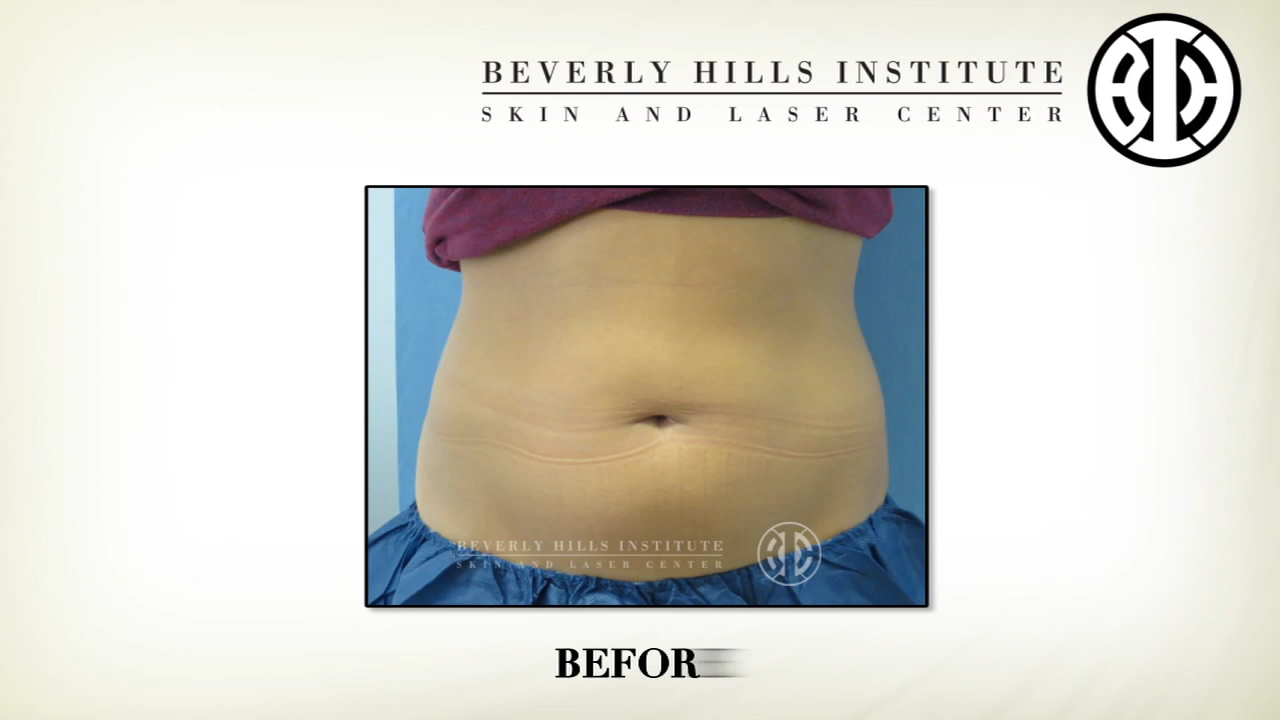 BEVERLY HILLS INSTITUTE
SKIN AND LASER CENTER
BEVERLY HILLS INSTITUTE
SKIN AND LASER CENTER
BEFOR